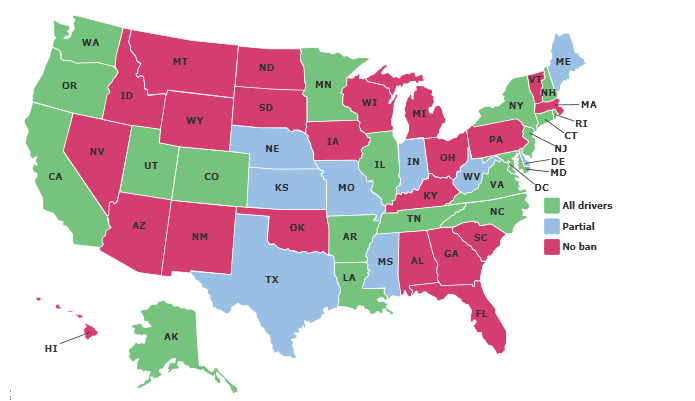 WA
ME
MT
VT
ND
OR
MN
NH
ID
WI
NY
MA
SD
MI
WY
RI
CT
PA
IA
NV
NE
NJ
OH
IN
DE
UT
IL
MD
CA
CO
WV
VA
KS
MO
DC
KY
All drivers
NC
TN
AZ
Partial
OK
NM
AR
SC
No ban
GA
MS
AL
LA
TX
FL
AK
HI